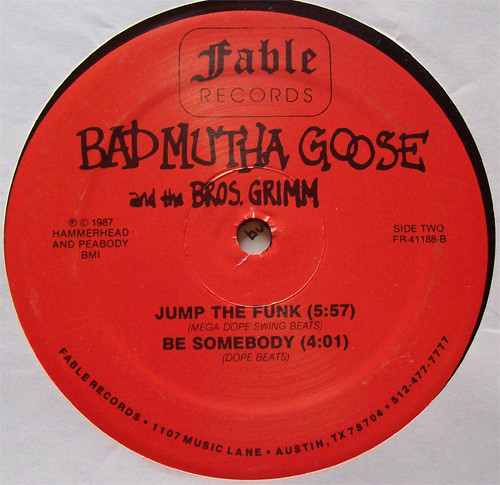 Fable
RECORDS
BAD MUTHA GOOSE
and the BROS. GRIMM
℗ © 1987
HAMMERHEAD
AND PEABODY
BMI
SIDE TWO
FR-41188-B
JUMP THE FUNK (5:57)
(MEGA DOPE SWING BEATS)
BE SOMEBODY (4:01)
(DOPE BEATS)
FABLE RECORDS • 1107 MUSIC LANE • AUSTIN, TX 78704 • 512-477-7777